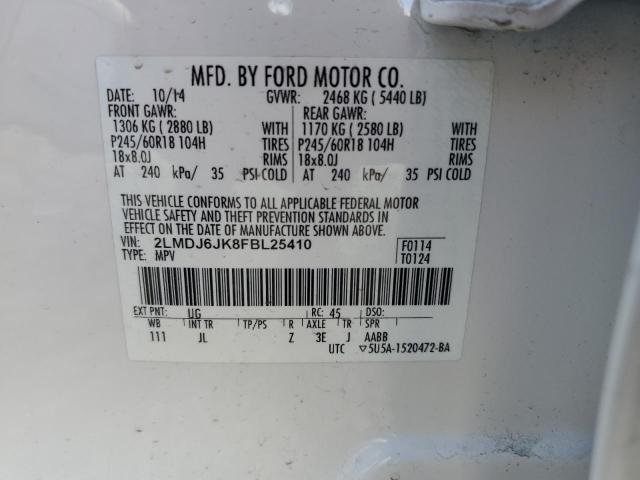 MFD. BY FORD MOTOR CO.
DATE: 10/14 GVWR: 2468 KG ( 5440 LB)
FRONT GAWR: REAR GAWR:
1306 KG ( 2880 LB) WITH 1170 KG ( 2580 LB) WITH
P245/60R18 104H TIRES P245/60R18 104H TIRES
18x8.0J RIMS 18x8.0J RIMS
AT 240 kPa/ 35 PSI COLD AT 240 kPa/ 35 PSI COLD
THIS VEHICLE CONFORMS TO ALL APPLICABLE FEDERAL MOTOR
VEHICLE SAFETY AND THEFT PREVENTION STANDARDS IN
EFFECT ON THE DATE OF MANUFACTURE SHOWN ABOVE.
VIN: 2LMDJ6JK8FBL25410 F0114
TYPE: MPV T0124
EXT PNT: UG RC: 45 DSO:
WB INT TR TP/PS R AXLE TR SPR
111 JL Z 3E J AABB
UTC ▽5U5A-1520472-BA